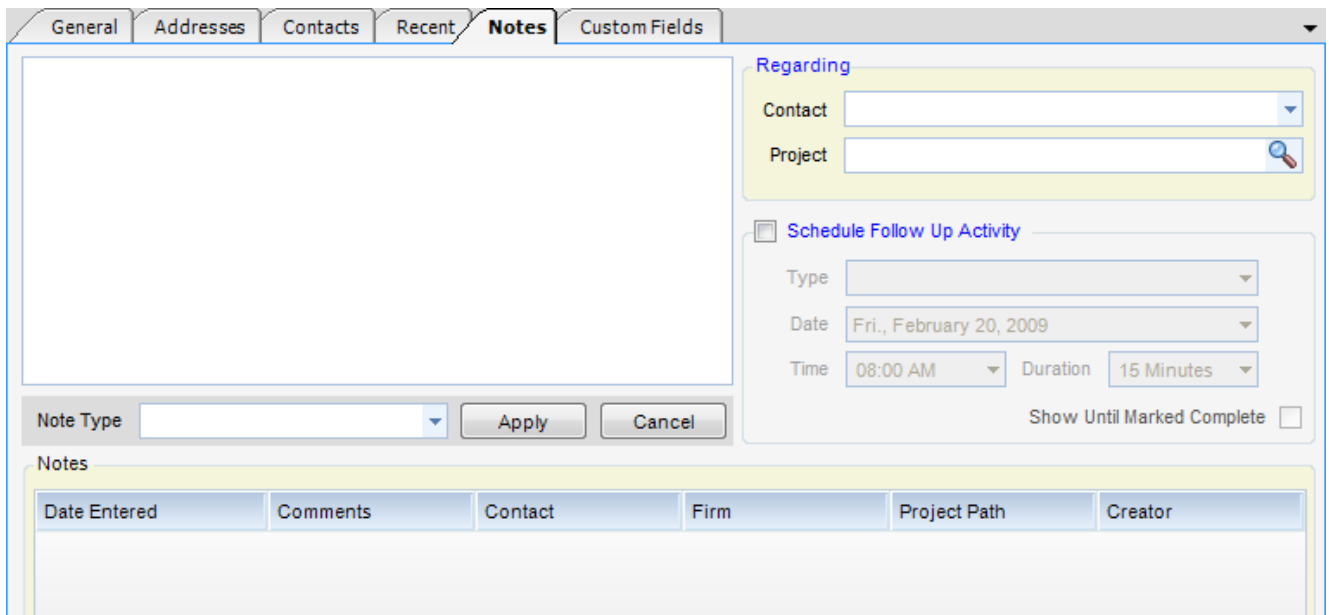 General Addresses Contacts Recent Notes Custom Fields
Regarding
Contact
Project
Schedule Follow Up Activity
Type
Date Fri., February 20, 2009
Time 08:00 AM Duration 15 Minutes
Show Until Marked Complete
Note Type Apply Cancel
Notes
Date Entered Comments Contact Firm Project Path Creator